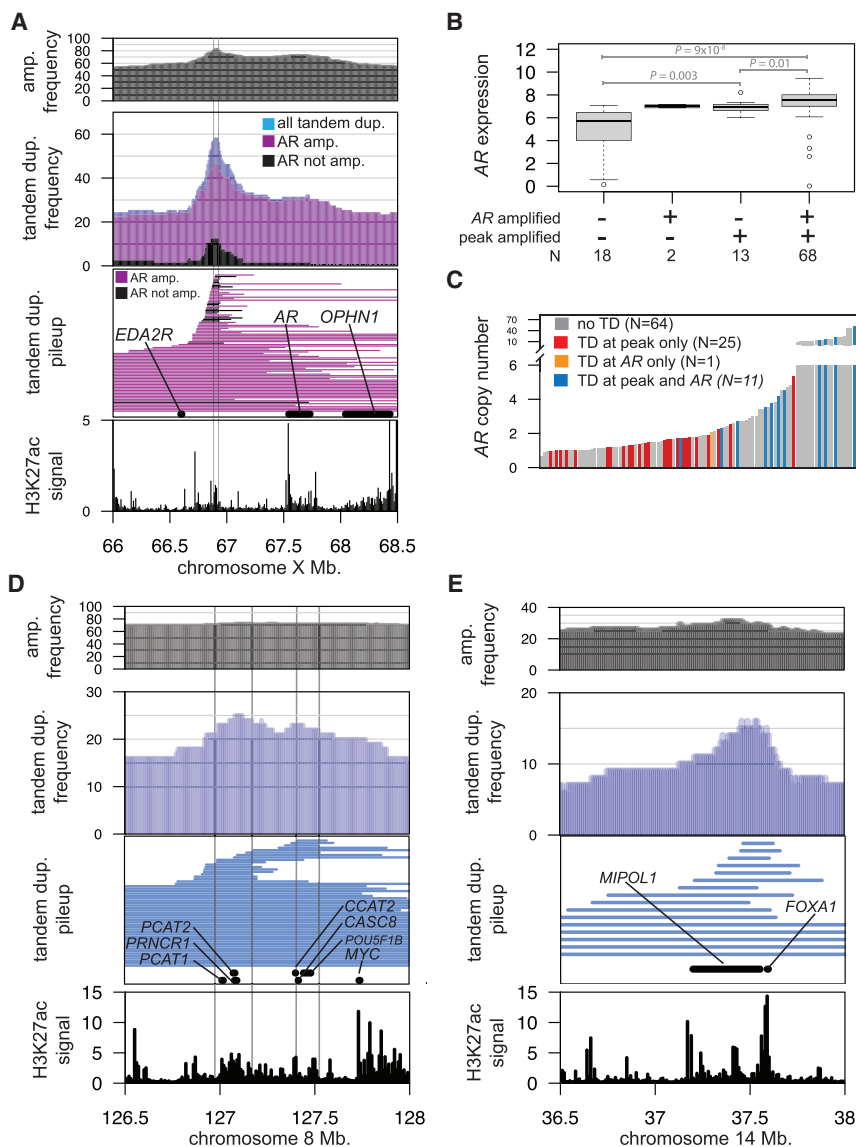 A
amp.
frequency
100
80
60
40
20
0
tandem dup.
frequency
60
40
20
0
all tandem dup.
AR amp.
AR not amp.
tandem dup.
pileup
AR amp.
AR not amp.
EDA2R
AR
OPHN1
H3K27ac
signal
5
0
66 66.5 67 67.5 68 68.5
chromosome X Mb.
B
AR expression
12
10
8
6
4
2
0
P = 9x10-8
P = 0.003
P = 0.01
AR amplified - + - +
peak amplified - - + +
N 18 2 13 68
C
AR copy number
70
40
10
6
4
2
0
no TD (N=64)
TD at peak only (N=25)
TD at AR only (N=1)
TD at peak and AR (N=11)
D
amp.
frequency
100
80
60
40
20
0
tandem dup.
frequency
30
20
10
0
tandem dup.
pileup
PCAT2
PRNCR1
PCAT1
CCAT2
CASC8
POU5F1B
MYC
H3K27ac
signal
15
10
5
0
126.5 127 127.5 128
chromosome 8 Mb.
E
amp.
frequency
40
20
0
tandem dup.
frequency
20
10
0
tandem dup.
pileup
MIPOL1
FOXA1
H3K27ac
signal
15
10
5
0
36.5 37 37.5 38
chromosome 14 Mb.